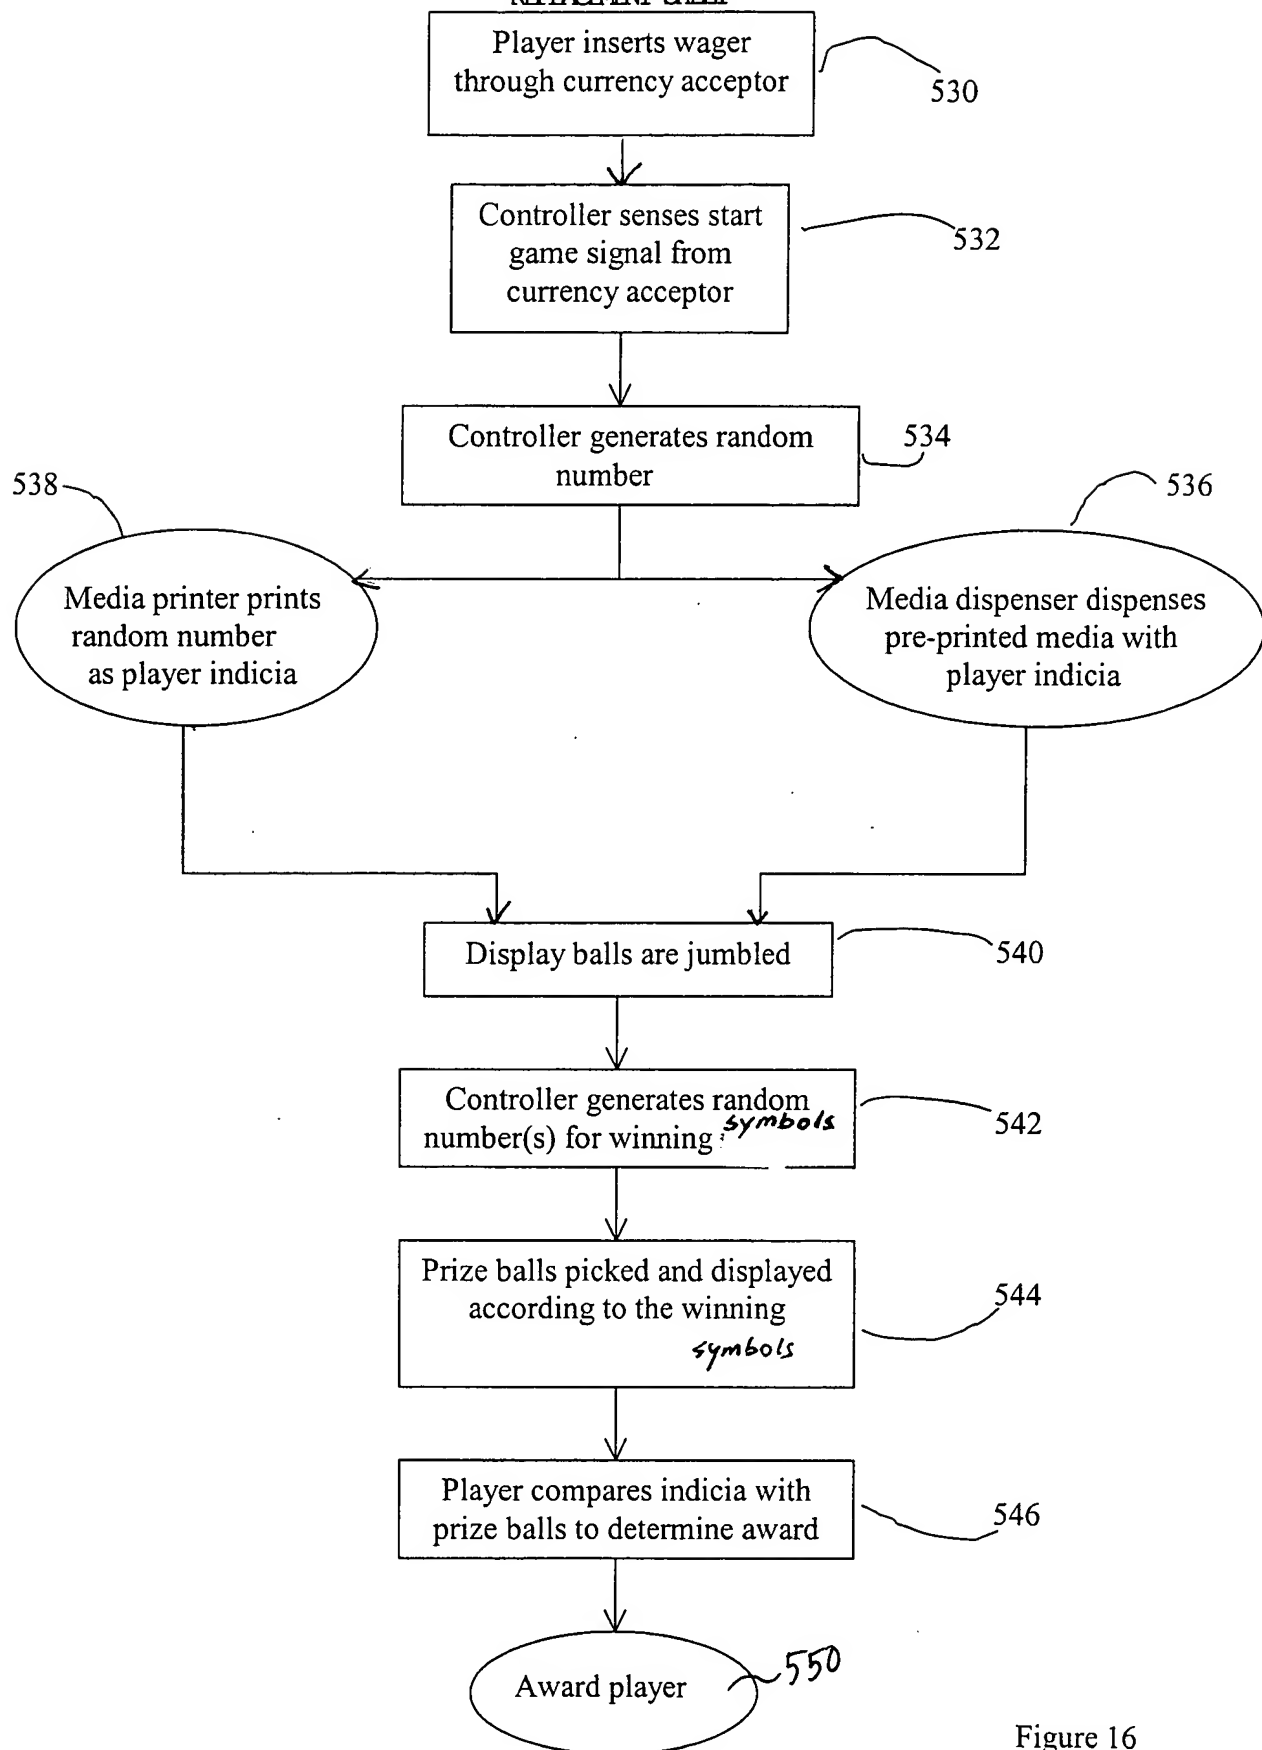 REPLACEMENT SHEET
Player inserts wager
through currency acceptor
530
Controller senses start
game signal from
currency acceptor
532
Controller generates random
number
534
538
536
Media printer prints
random number
as player indicia
Media dispenser dispenses
pre-printed media with
player indicia
Display balls are jumbled
540
Controller generates random
number(s) for winning symbols
542
Prize balls picked and displayed
according to the winning
symbols
544
Player compares indicia with
prize balls to determine award
546
Award player
550
Figure 16